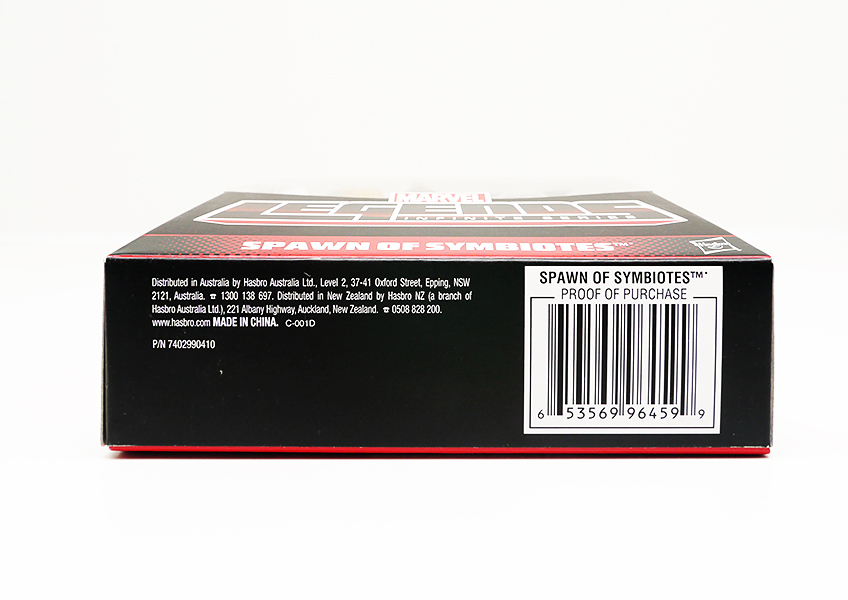 MARVEL
LEGENDS
INFINITE SERIES
SPAWN OF SYMBIOTES™
Hasbro
Distributed in Australia by Hasbro Australia Ltd., Level 2, 37-41 Oxford Street, Epping, NSW
2121, Australia. ☎ 1300 138 697. Distributed in New Zealand by Hasbro NZ (a branch of
Hasbro Australia Ltd.), 221 Albany Highway, Auckland, New Zealand. ☎ 0508 828 200.
www.hasbro.com MADE IN CHINA. C-001D
P/N 7402990410
SPAWN OF SYMBIOTES™
PROOF OF PURCHASE
6 53569 96459 9